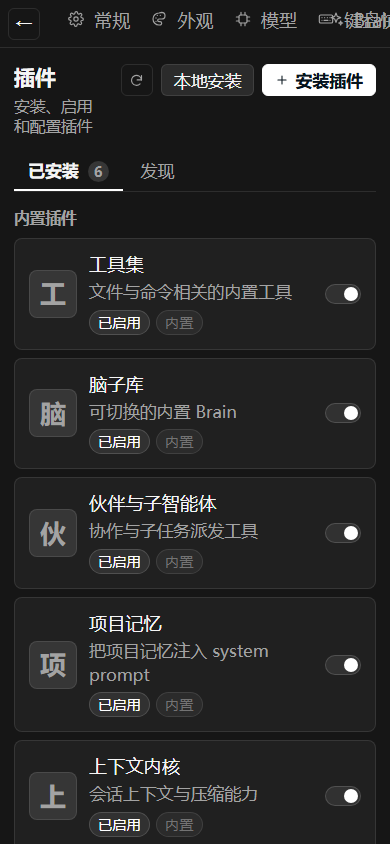 ← 常规 外观 模型 键盘
插件
本地安装
+ 安装插件
安装、启用
和配置插件
已安装 6
发现
内置插件
工
工具集
文件与命令相关的内置工具
已启用 内置
脑
脑子库
可切换的内置 Brain
已启用 内置
伙
伙伴与子智能体
协作与子任务派发工具
已启用 内置
项
项目记忆
把项目记忆注入 system
prompt
已启用 内置
上
上下文内核
会话上下文与压缩能力
已启用 内置